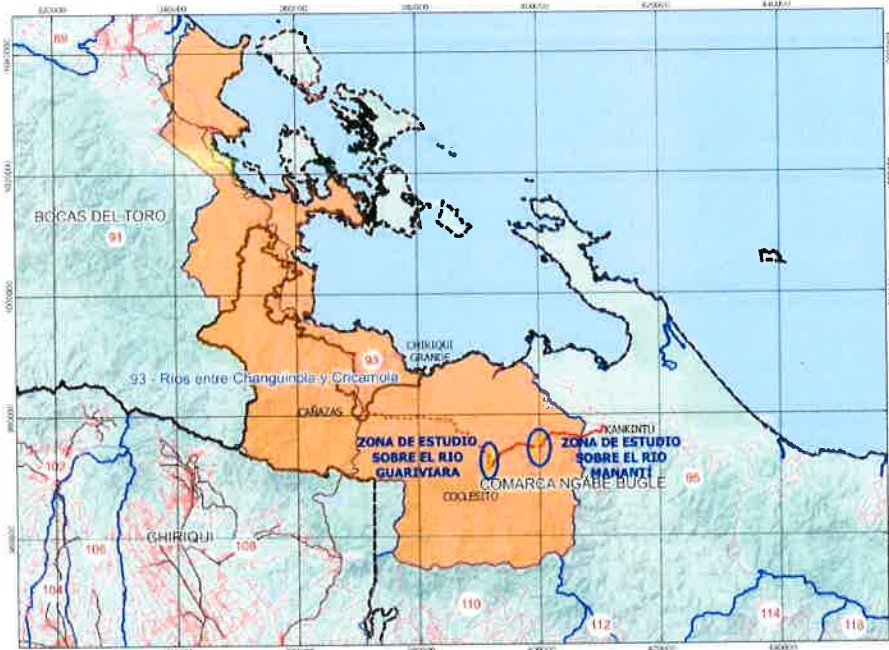 89
BOCAS DEL TORO
91
CHIRIQUI
GRANDE
93
93 - Ríos entre Changuinola y Cricamola
CAÑAZAS
KANKINTU
ZONA DE ESTUDIO
SOBRE EL RIO
GUARIVIARA
ZONA DE ESTUDIO
SOBRE EL RIO
MANANTÍ
COMARCA NGABE BUGLE
95
COCLESITO
102
CHIRIQUI
106
108
104
110
112
114
118